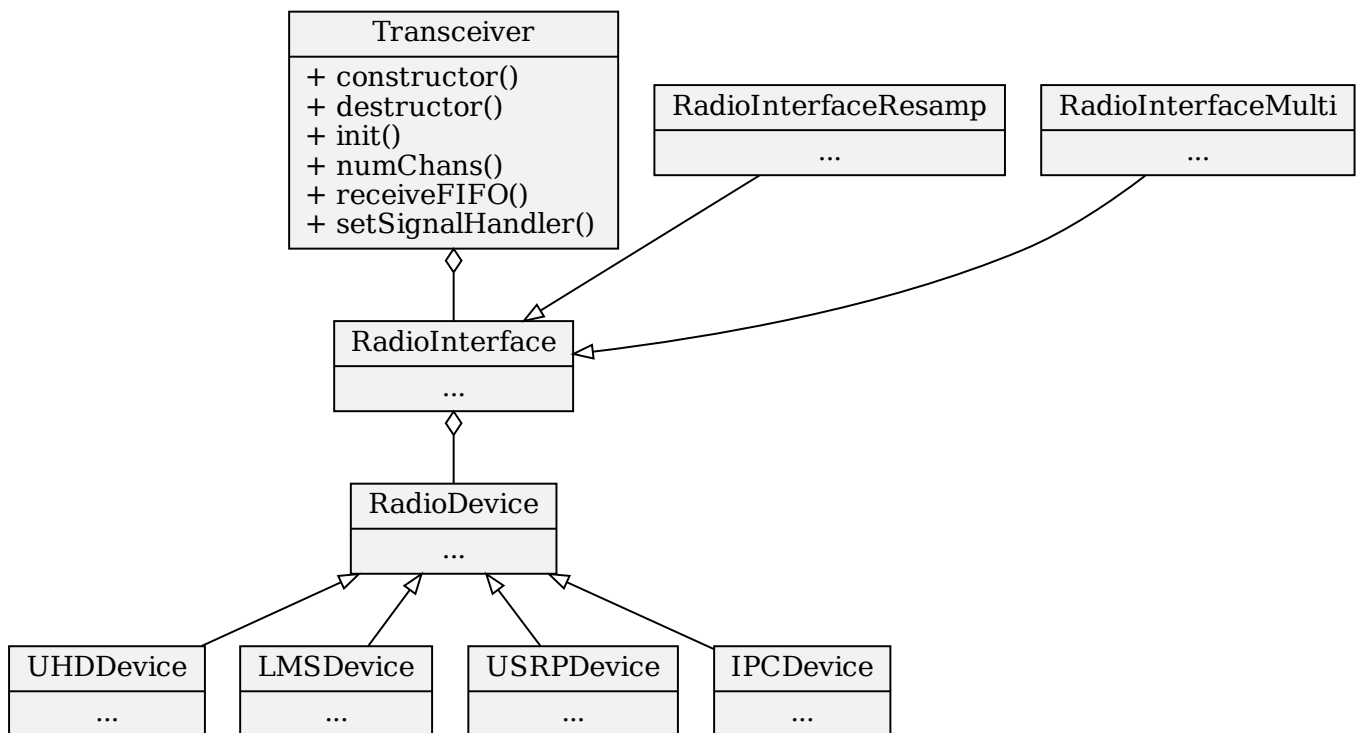 Transceiver
+ constructor()
+ destructor()
+ init()
+ numChans()
+ receiveFIFO()
+ setSignalHandler()
RadioInterfaceResamp
...
RadioInterfaceMulti
...
RadioInterface
...
RadioDevice
...
UHDDevice
...
LMSDevice
...
USRPDevice
...
IPCDevice
...